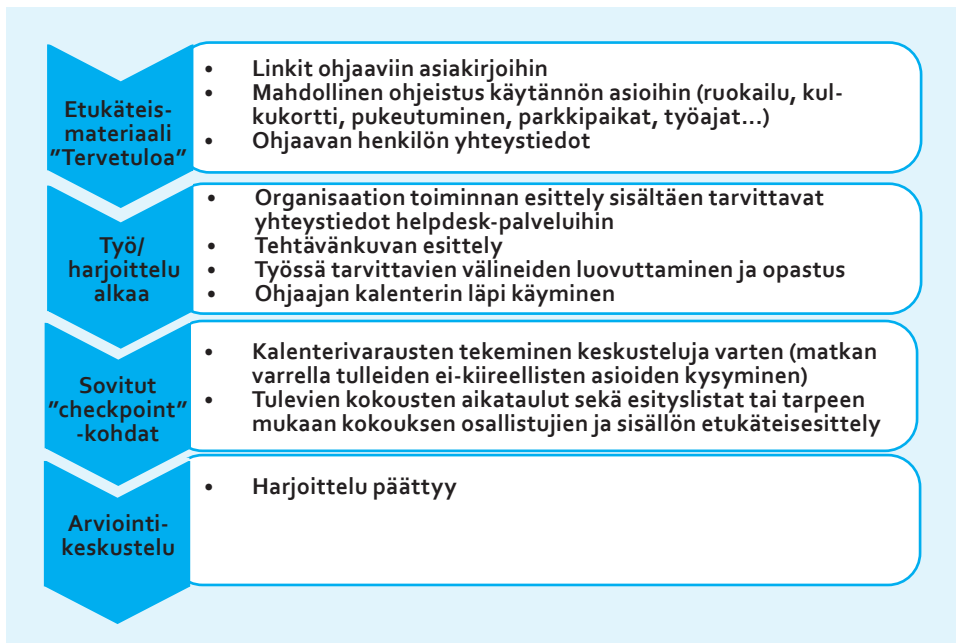 Etukäteis-
materiaali
”Tervetuloa”
• Linkit ohjaaviin asiakirjoihin
• Mahdollinen ohjeistus käytännön asioihin (ruokailu, kul-
kukortti, pukeutuminen, parkkipaikat, työajat...)
• Ohjaavan henkilön yhteystiedot
Työ/
harjoittelu
alkaa
• Organisaation toiminnan esittely sisältäen tarvittavat
yhteystiedot helpdesk-palveluihin
• Tehtävänkuvan esittely
• Työssä tarvittavien välineiden luovuttaminen ja opastus
• Ohjaajan kalenterin läpi käyminen
Sovitut
”checkpoint”
-kohdat
• Kalenterivarausten tekeminen keskusteluja varten (matkan
varrella tulleiden ei-kiireellisten asioiden kysyminen)
• Tulevien kokousten aikataulut sekä esityslistat tai tarpeen
mukaan kokouksen osallistujien ja sisällön etukäteisesittely
Arviointi-
keskustelu
• Harjoittelu päättyy